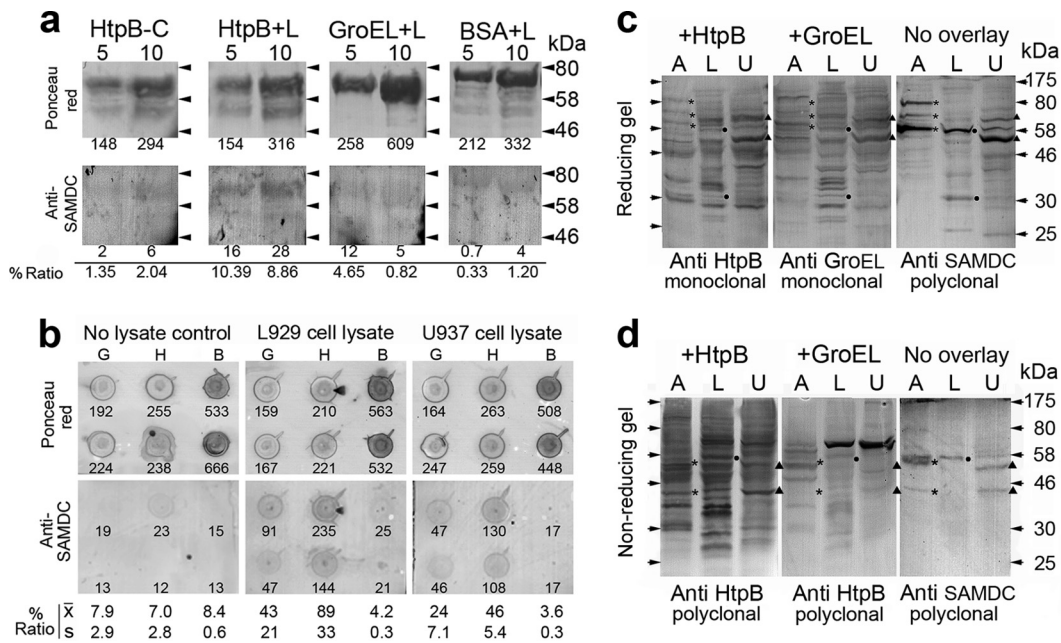 a
HtpB-C HtpB+L GroEL+L BSA+L kDa
5 10 5 10 5 10 5 10
Ponceau red
80
58
46
148 294 154 316 258 609 212 332
Anti-SAMDC
80
58
46
2 6 16 28 12 5 0.7 4
% Ratio 1.35 2.04 10.39 8.86 4.65 0.82 0.33 1.20
b
No lysate control L929 cell lysate U937 cell lysate
G H B G H B G H B
Ponceau red
192 255 533 159 210 563 164 263 508
224 238 666 167 221 532 247 259 448
Anti-SAMDC
19 23 15 91 235 25 47 130 17
13 12 13 47 144 21 46 108 17
% Ratio
x̅ 7.9 7.0 8.4 43 89 4.2 24 46 3.6
s 2.9 2.8 0.6 21 33 0.3 7.1 5.4 0.3
c
+HtpB +GroEL No overlay kDa
A L U A L U A L U
Reducing gel
175
80
58
46
30
25
Anti HtpB monoclonal
Anti GroEL monoclonal
Anti SAMDC polyclonal
d
+HtpB +GroEL No overlay kDa
A L U A L U A L U
Non-reducing gel
175
80
58
46
30
25
Anti HtpB polyclonal
Anti HtpB polyclonal
Anti SAMDC polyclonal